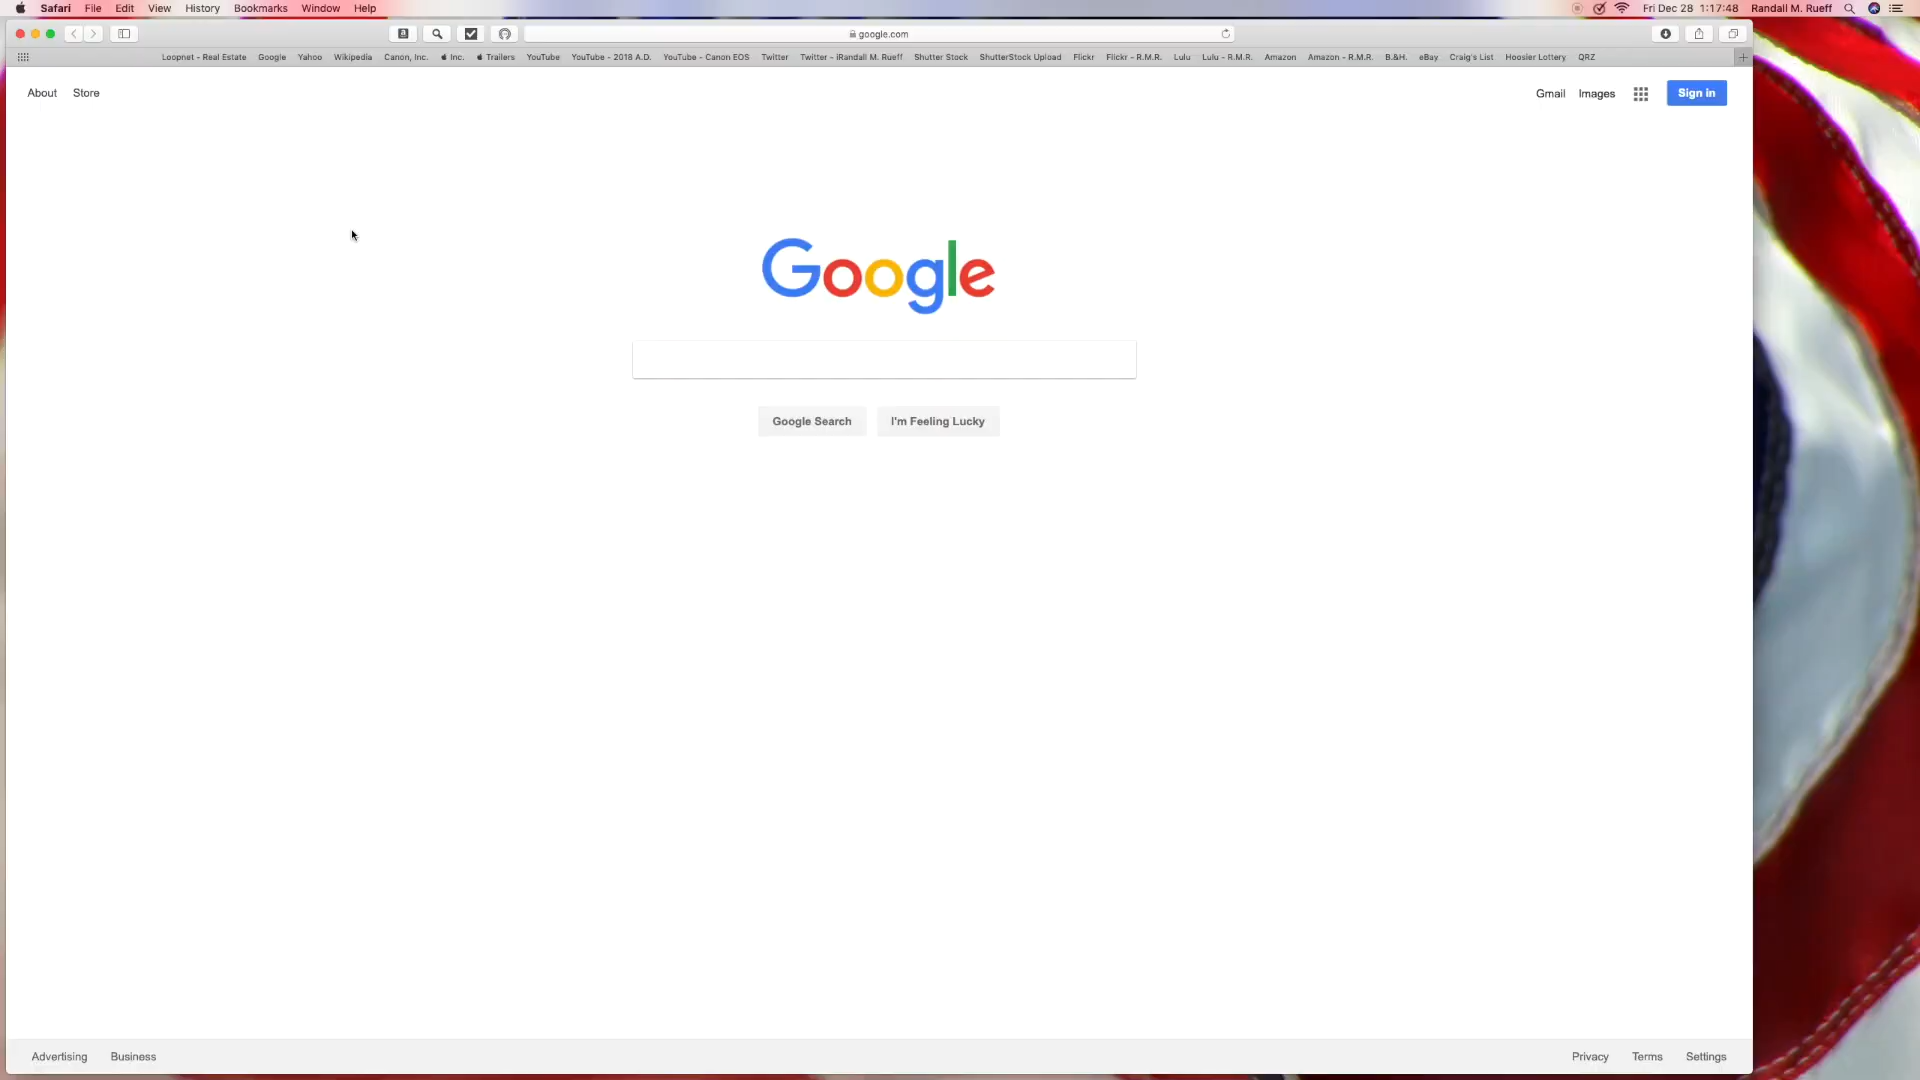 Safari File Edit View History Bookmarks Window Help Fri Dec 28 1:17:48 Randall M. Rueff
google.com
Loopnet - Real Estate Google Yahoo Wikipedia Canon, Inc. Inc. Trailers YouTube YouTube - 2018 A.D. YouTube - Canon EOS Twitter Twitter - iRandall M. Rueff Shutter Stock ShutterStock Upload Flickr Flickr - R.M.R. Lulu Lulu - R.M.R. Amazon Amazon - R.M.R. B.&H. eBay Craig's List Hoosier Lottery QRZ
About Store Gmail Images Sign in
Google
Google Search I'm Feeling Lucky
Advertising Business Privacy Terms Settings